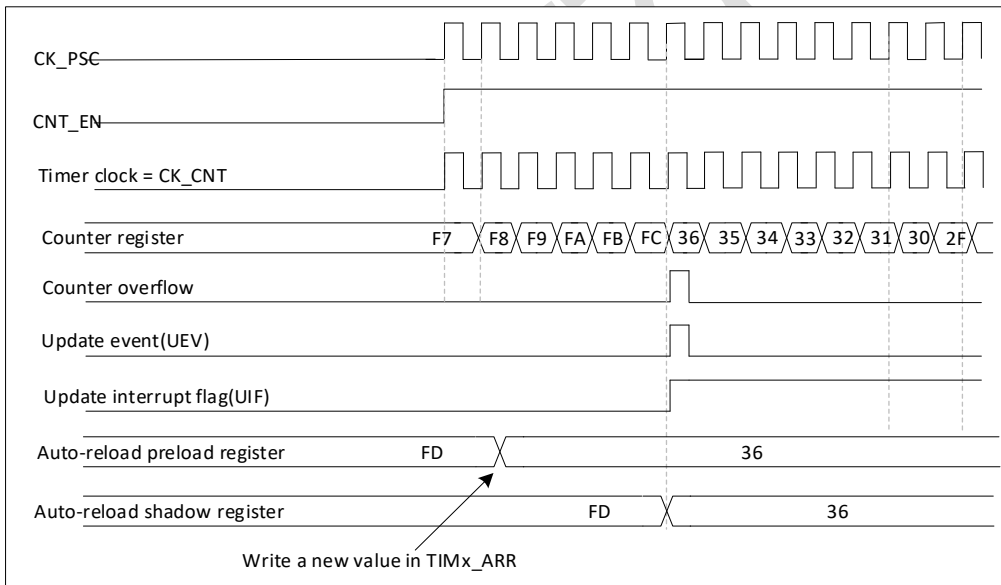 CK_PSC
CNT_EN
Timer clock = CK_CNT
Counter register F7 F8 F9 FA FB FC 36 35 34 33 32 31 30 2F
Counter overflow
Update event(UEV)
Update interrupt flag(UIF)
Auto-reload preload register FD 36
Auto-reload shadow register FD 36
Write a new value in TIMx_ARR